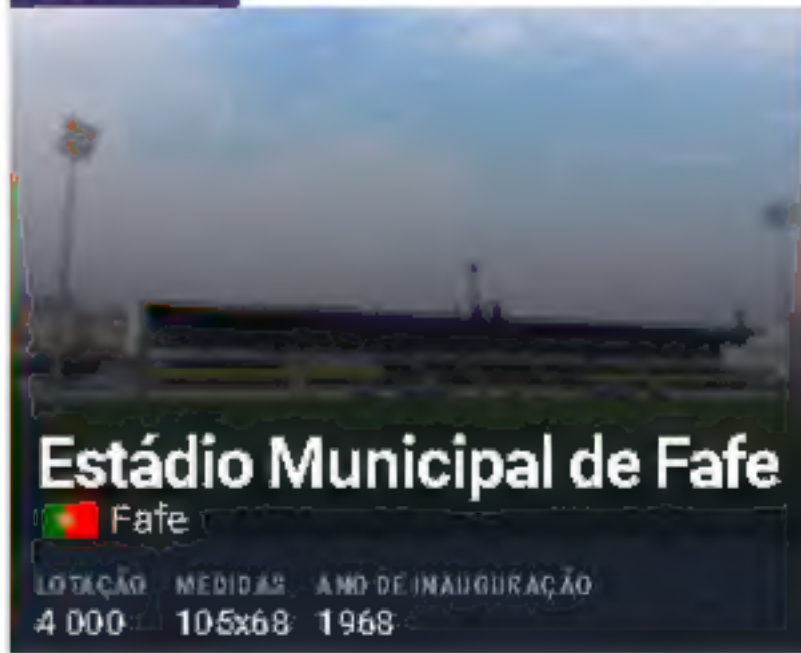 Estádio Municipal de Fafe
Fafe
LOTAÇÃO MEDIDAS ANO DE INAUGURAÇÃO
4 000 105x68 1968